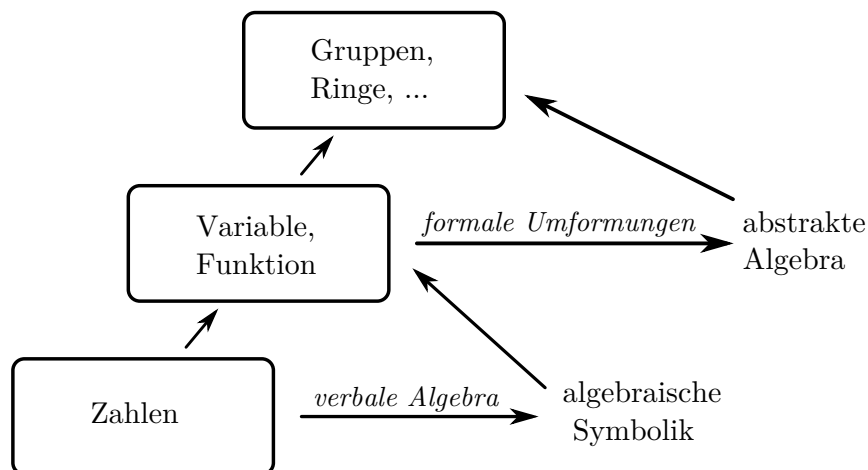 Gruppen,
Ringe, ...
Variable,
Funktion
formale Umformungen
abstrakte
Algebra
Zahlen
verbale Algebra
algebraische
Symbolik